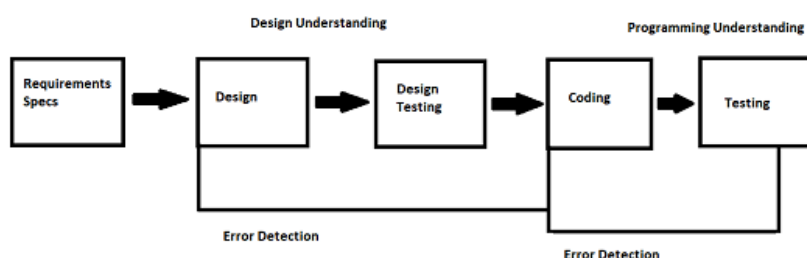 Design Understanding
Programming Understanding
Requirements
Specs
Design
Design
Testing
Coding
Testing
Error Detection
Error Detection